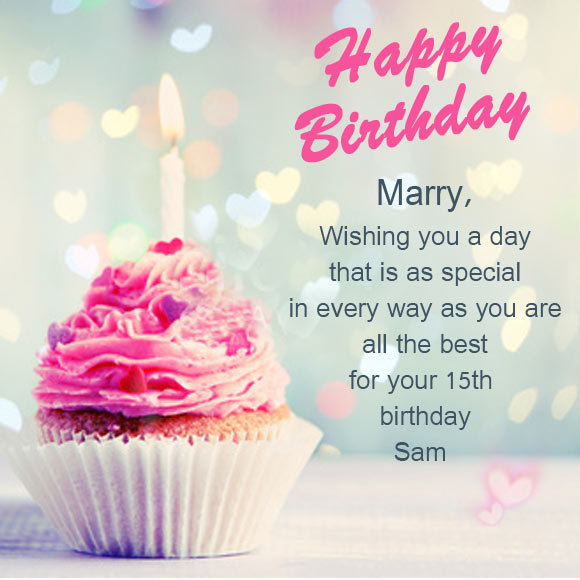 Happy
Birthday
Marry,
Wishing you a day
that is as special
in every way as you are
all the best
for your 15th
birthday
Sam